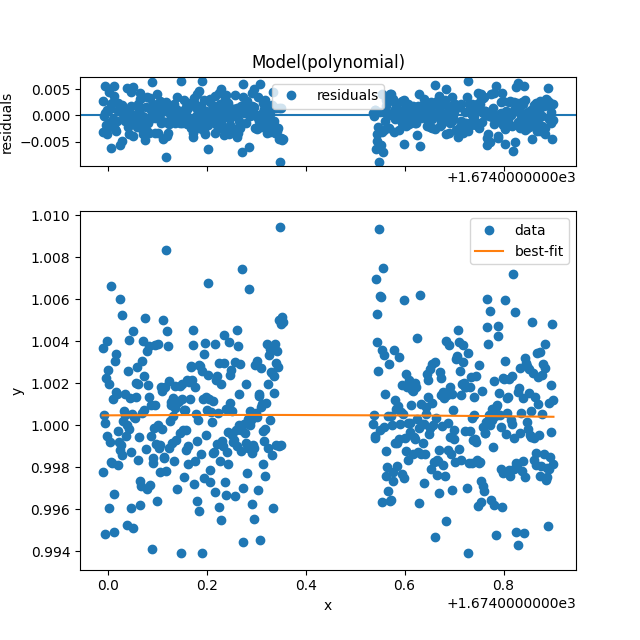 Model(polynomial)
residuals
0.005
0.000
−0.005
residuals
+1.6740000000e3
1.010
1.008
1.006
1.004
1.002
1.000
0.998
0.996
0.994
y
data
best-fit
0.0 0.2 0.4 0.6 0.8
x
+1.6740000000e3